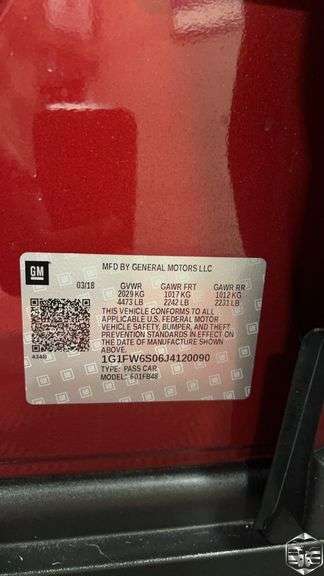 GM
MFD BY GENERAL MOTORS LLC
03/18 GVWR GAWR FRT GAWR RR
2029 KG 1017 KG 1012 KG
4473 LB 2242 LB 2231 LB
THIS VEHICLE CONFORMS TO ALL
APPLICABLE U.S. FEDERAL MOTOR
VEHICLE SAFETY, BUMPER, AND THEFT
PREVENTION STANDARDS IN EFFECT ON
THE DATE OF MANUFACTURE SHOWN
ABOVE.
1G1FW6S06J4120090
TYPE: PASS CAR